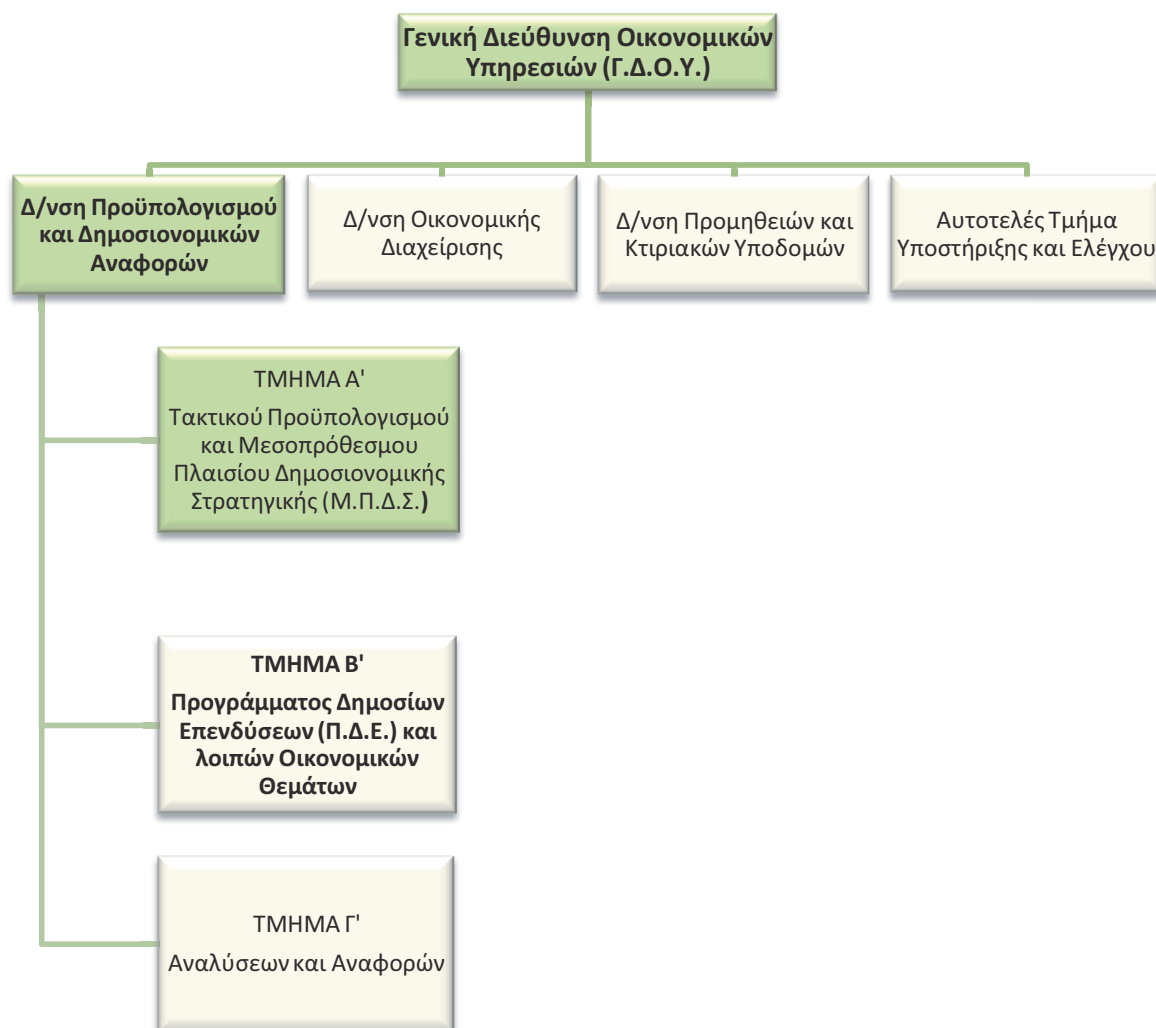 Γενική Διεύθυνση Οικονομικών
Υπηρεσιών (Γ.Δ.Ο.Υ.)
Δ/νση Προϋπολογισμού
και Δημοσιονομικών
Αναφορών
Δ/νση Οικονομικής
Διαχείρισης
Δ/νση Προμηθειών και
Κτιριακών Υποδομών
Αυτοτελές Τμήμα
Υποστήριξης και Ελέγχου
ΤΜΗΜΑ Α'
Τακτικού Προϋπολογισμού
και Μεσοπρόθεσμου
Πλαισίου Δημοσιονομικής
Στρατηγικής (Μ.Π.Δ.Σ.)
ΤΜΗΜΑ Β'
Προγράμματος Δημοσίων
Επενδύσεων (Π.Δ.Ε.) και
λοιπών Οικονομικών
Θεμάτων
ΤΜΗΜΑ Γ'
Αναλύσεων και Αναφορών